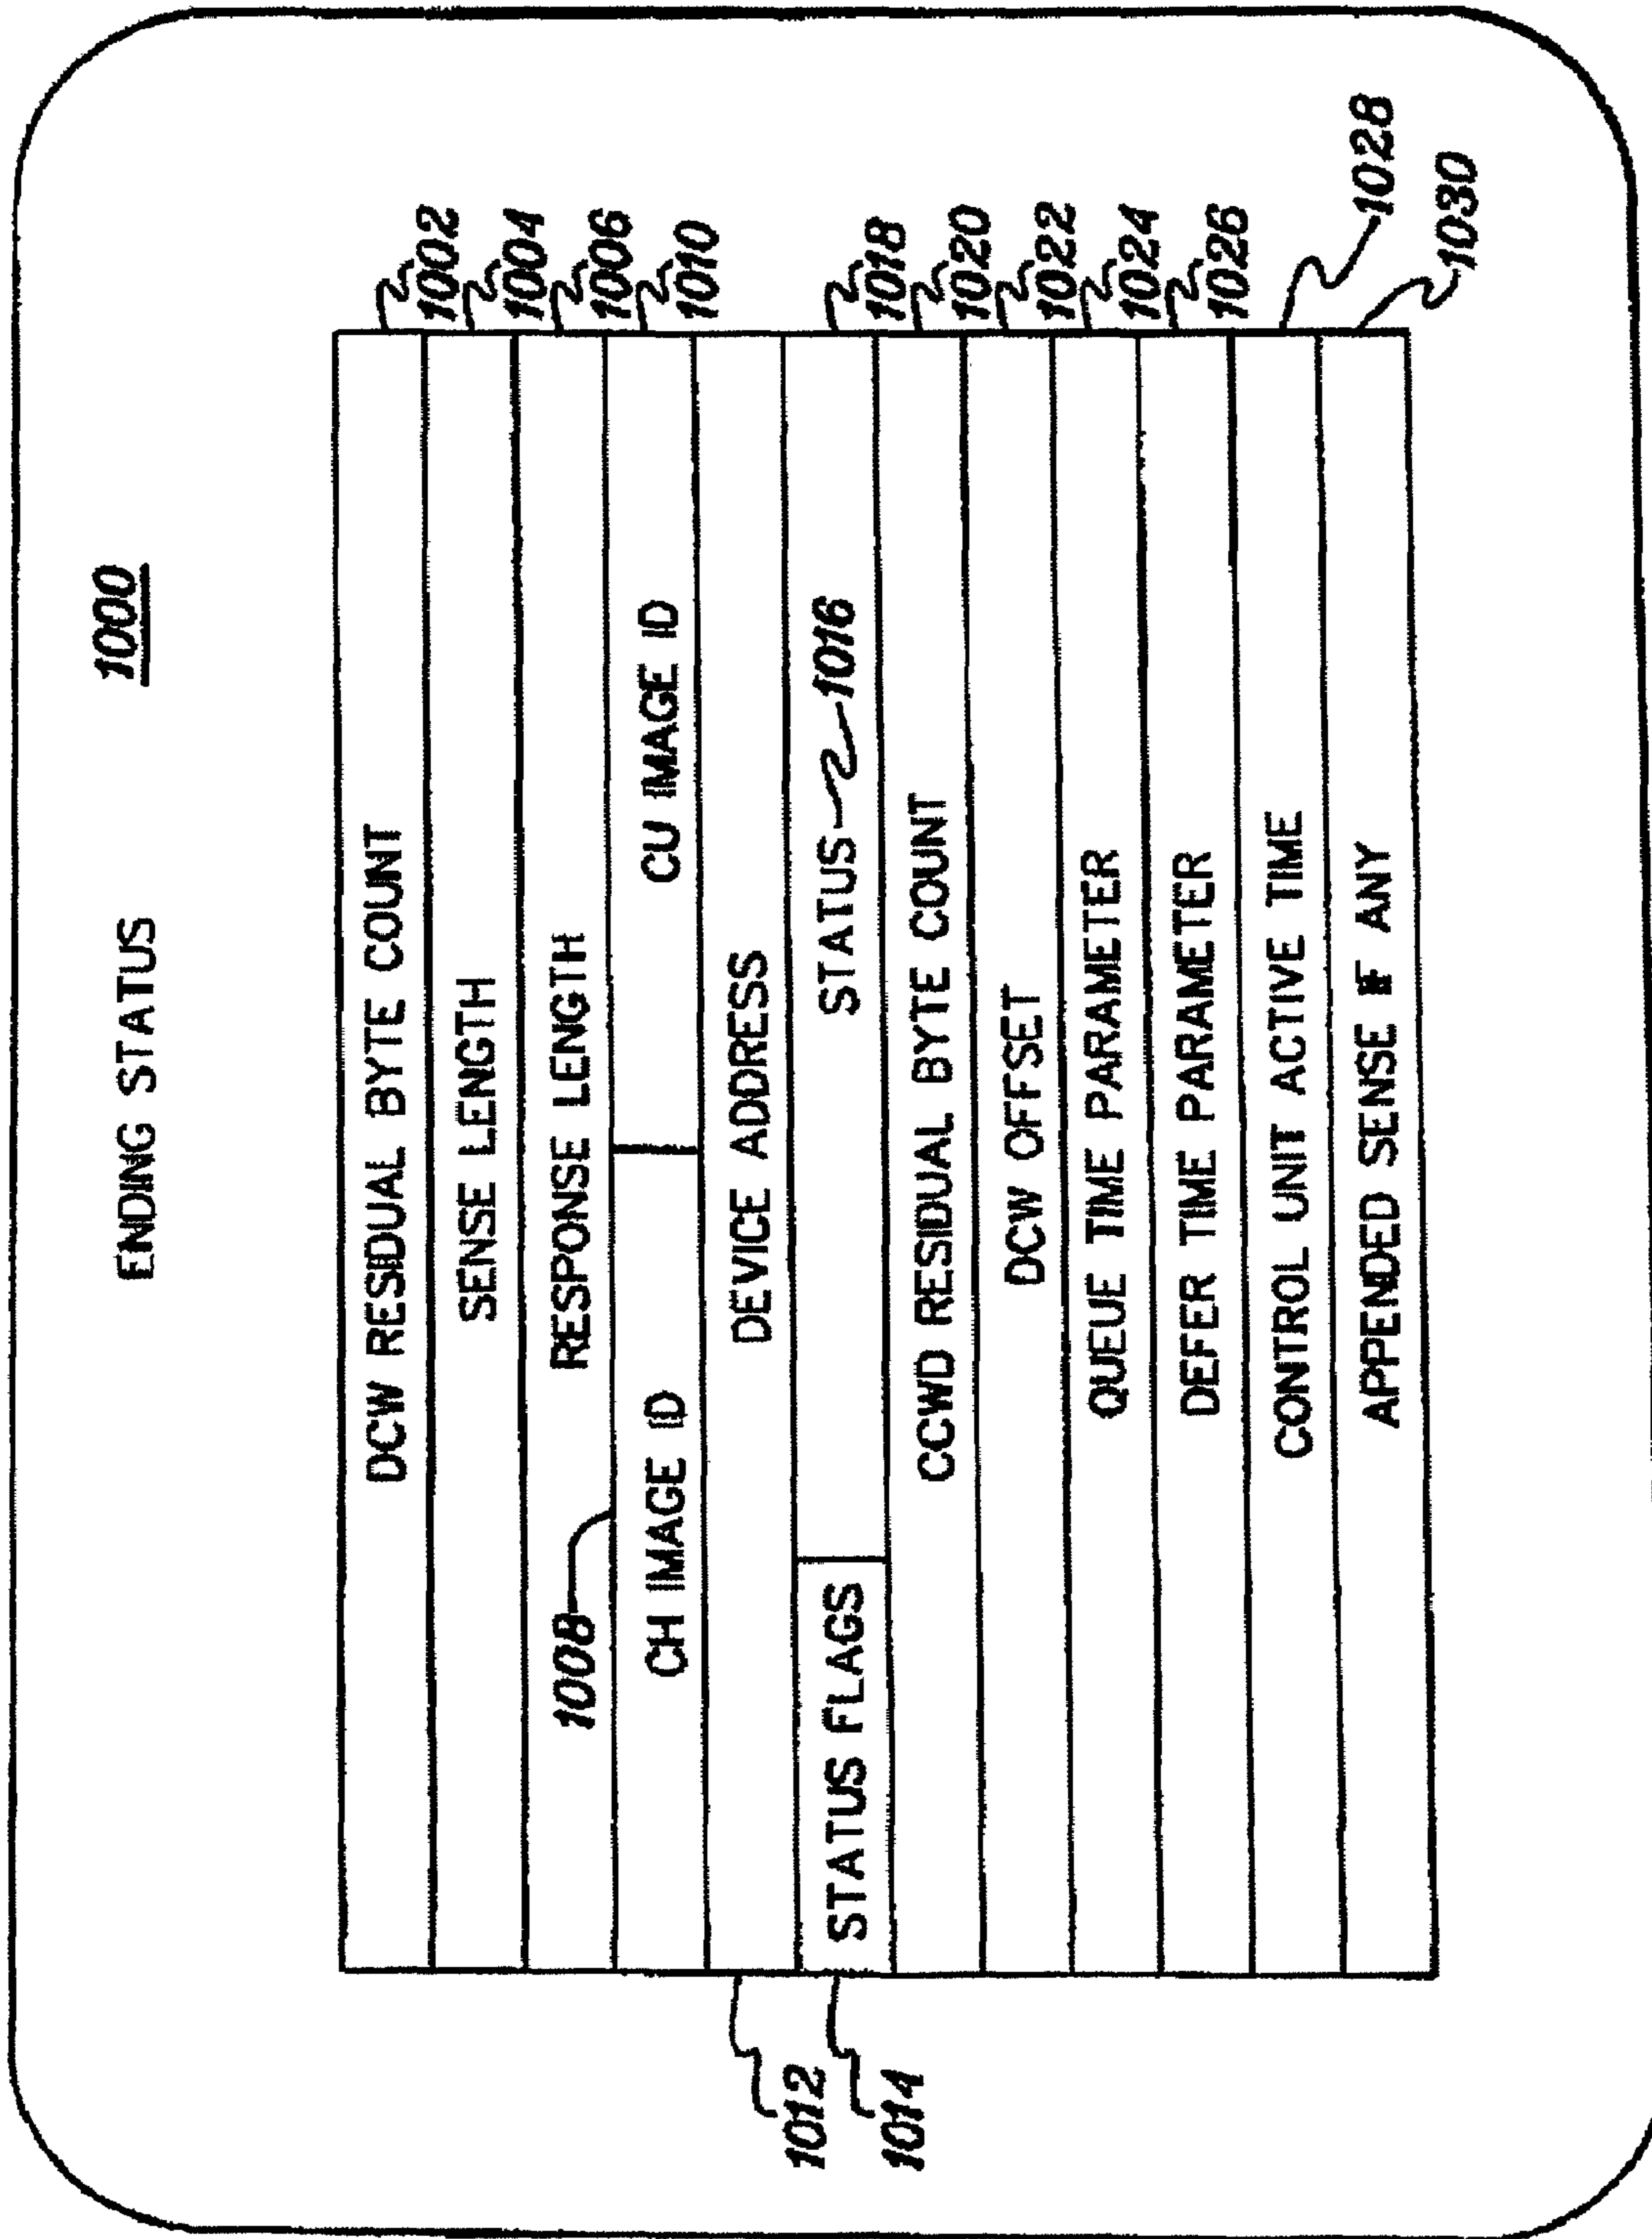 ENDING STATUS 1000
DCW RESIDUAL BYTE COUNT 1002
SENSE LENGTH 1004
1008 RESPONSE LENGTH 1006
CH IMAGE ID CU IMAGE ID 1010
1012 DEVICE ADDRESS
1014 STATUS FLAGS STATUS 1016 1018
CCWD RESIDUAL BYTE COUNT 1020
DCW OFFSET 1022
QUEUE TIME PARAMETER 1024
DEFER TIME PARAMETER 1026
CONTROL UNIT ACTIVE TIME 1028
APPENDED SENSE IF ANY 1030